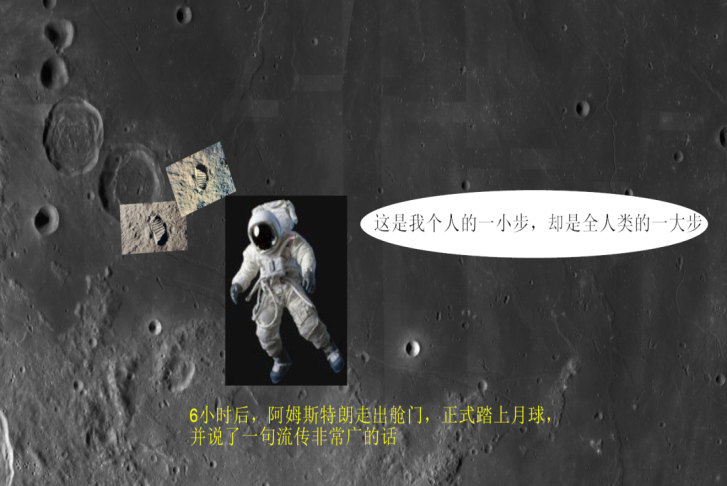 这是我个人的一小步，却是全人类的一大步
6小时后，阿姆斯特朗走出舱门，正式踏上月球，
并说了一句流传非常广的话